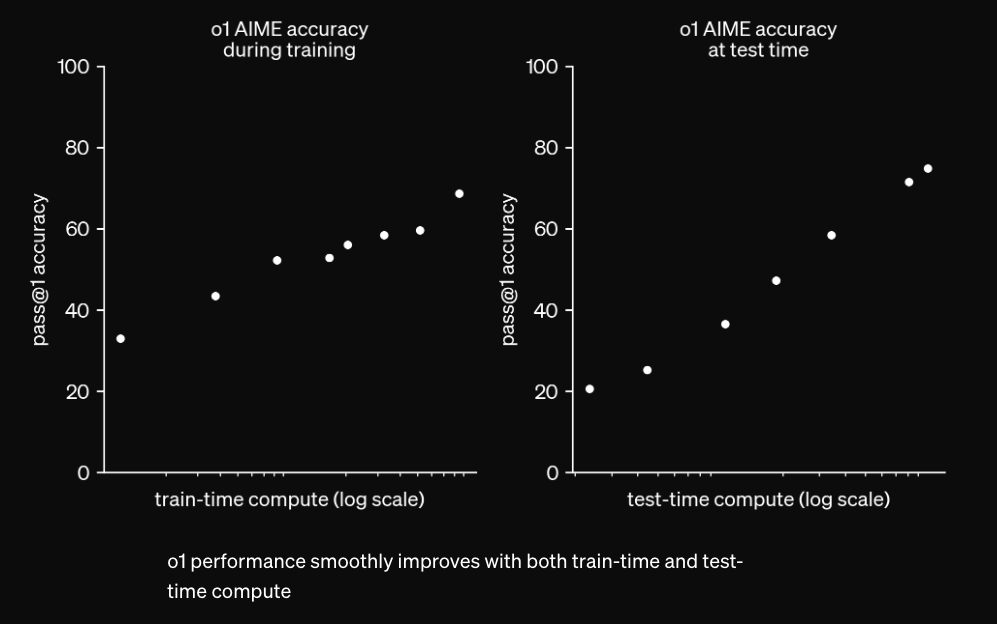 o1 AIME accuracy
during training
100
80
60
40
20
0
pass@1 accuracy
train-time compute (log scale)
o1 AIME accuracy
at test time
100
80
60
40
20
0
pass@1 accuracy
test-time compute (log scale)
o1 performance smoothly improves with both train-time and test-
time compute